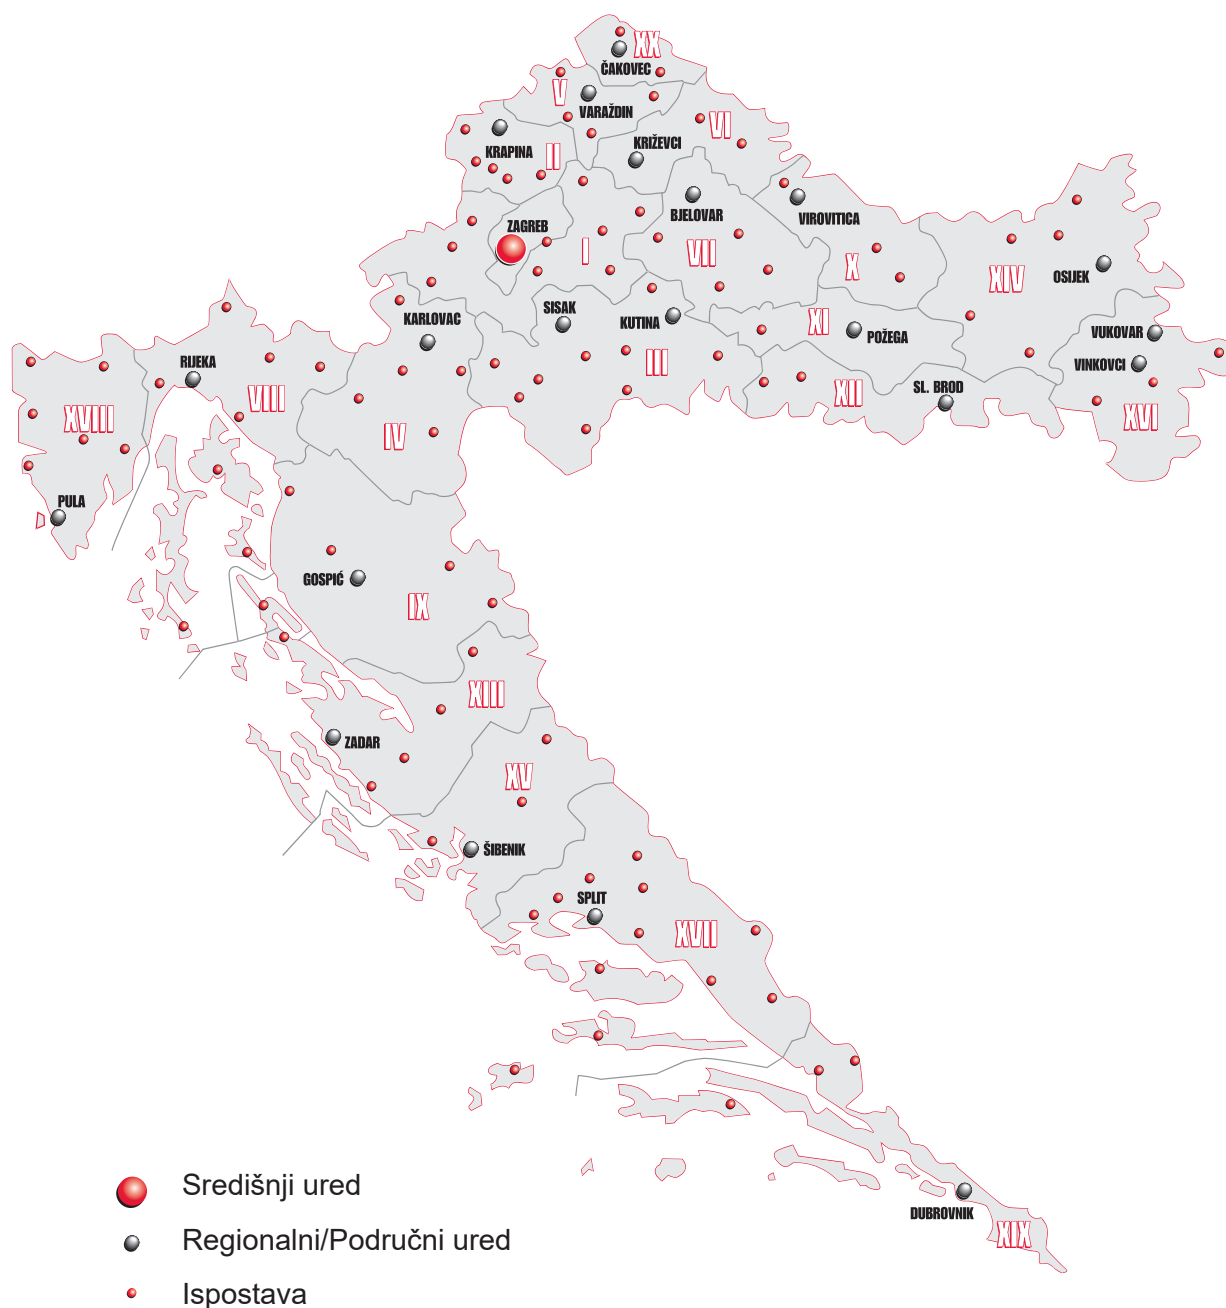 XX
ČAKOVEC
V
VARAŽDIN
VI
KRIŽEVCI
KRAPINA
II
BJELOVAR
VIROVITICA
ZAGREB
I
VII
X
XIV
OSIJEK
SISAK
KARLOVAC
KUTINA
XI
POŽEGA
VUKOVAR
VINKOVCI
RIJEKA
III
VIII
XII
SL. BROD
XVIII
IV
XVI
PULA
GOSPIĆ
IX
XIII
ZADAR
XV
ŠIBENIK
SPLIT
XVII
DUBROVNIK
XIX
Središnji ured
Regionalni/Područni ured
Ispostava